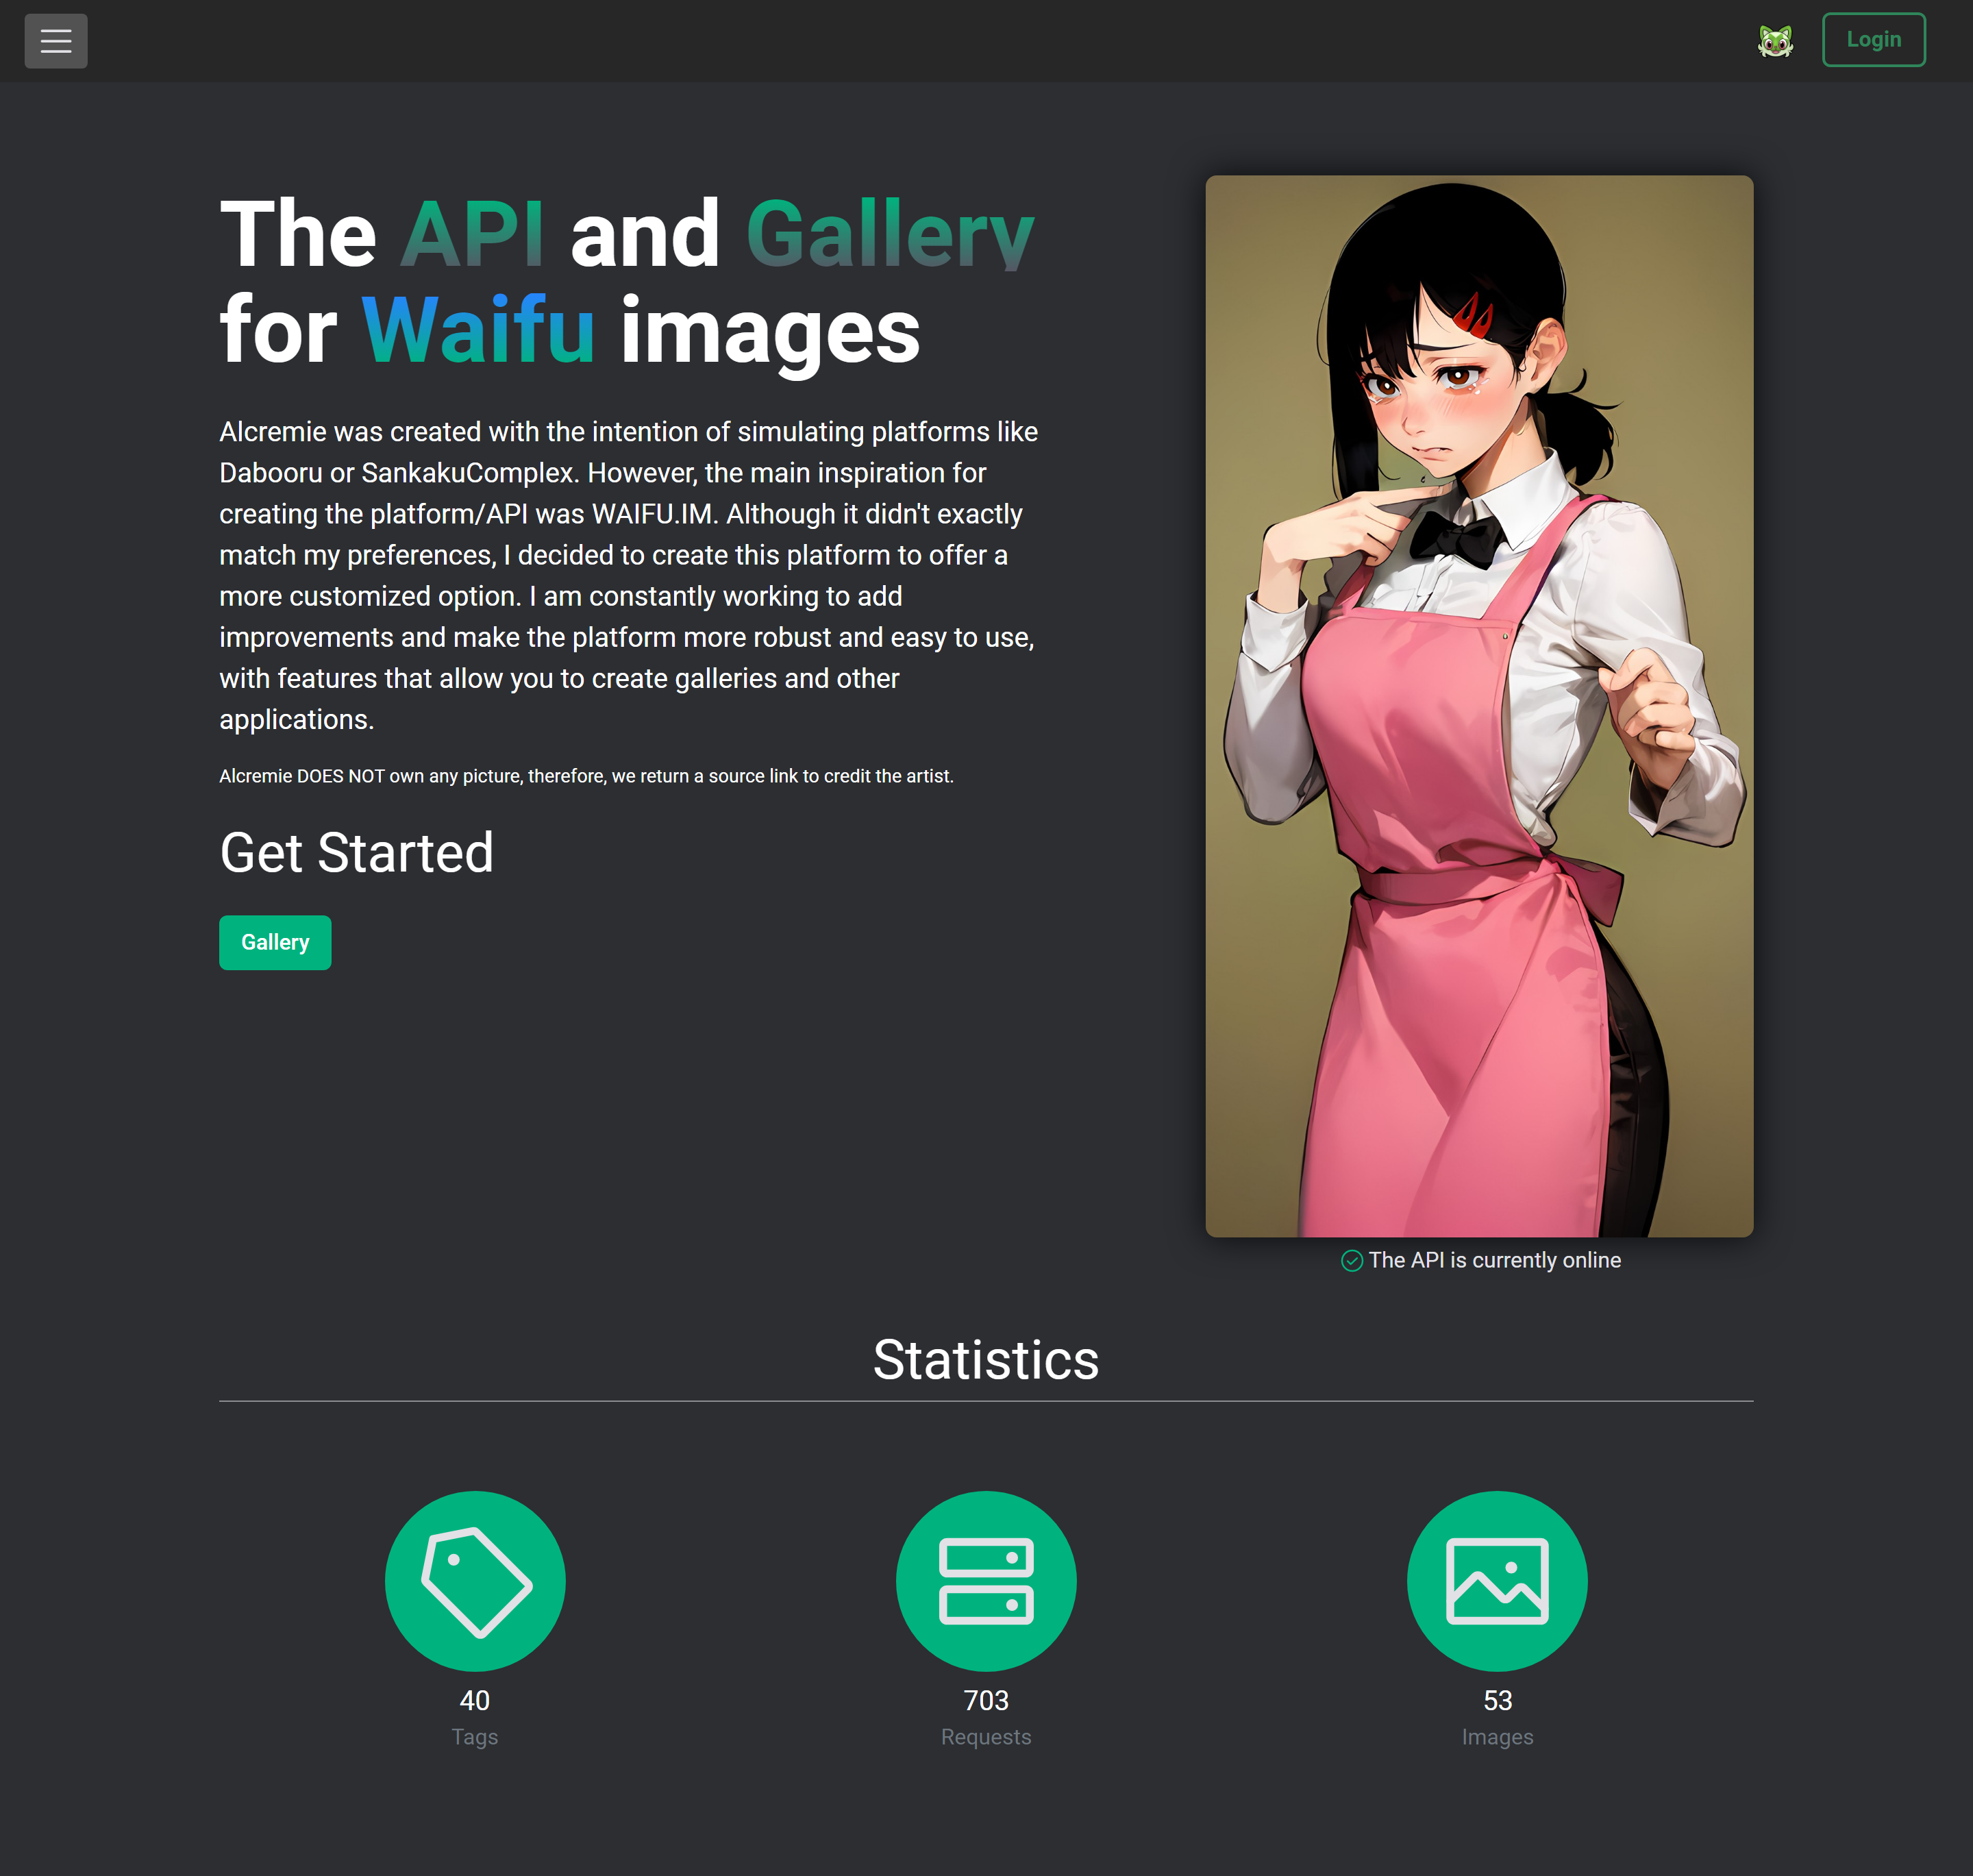 Login
The API and Gallery
for Waifu images
Alcremie was created with the intention of simulating platforms like
Dabooru or SankakuComplex. However, the main inspiration for
creating the platform/API was WAIFU.IM. Although it didn't exactly
match my preferences, I decided to create this platform to offer a
more customized option. I am constantly working to add
improvements and make the platform more robust and easy to use,
with features that allow you to create galleries and other
applications.
Alcremie DOES NOT own any picture, therefore, we return a source link to credit the artist.
Get Started
Gallery
The API is currently online
Statistics
40
Tags
703
Requests
53
Images